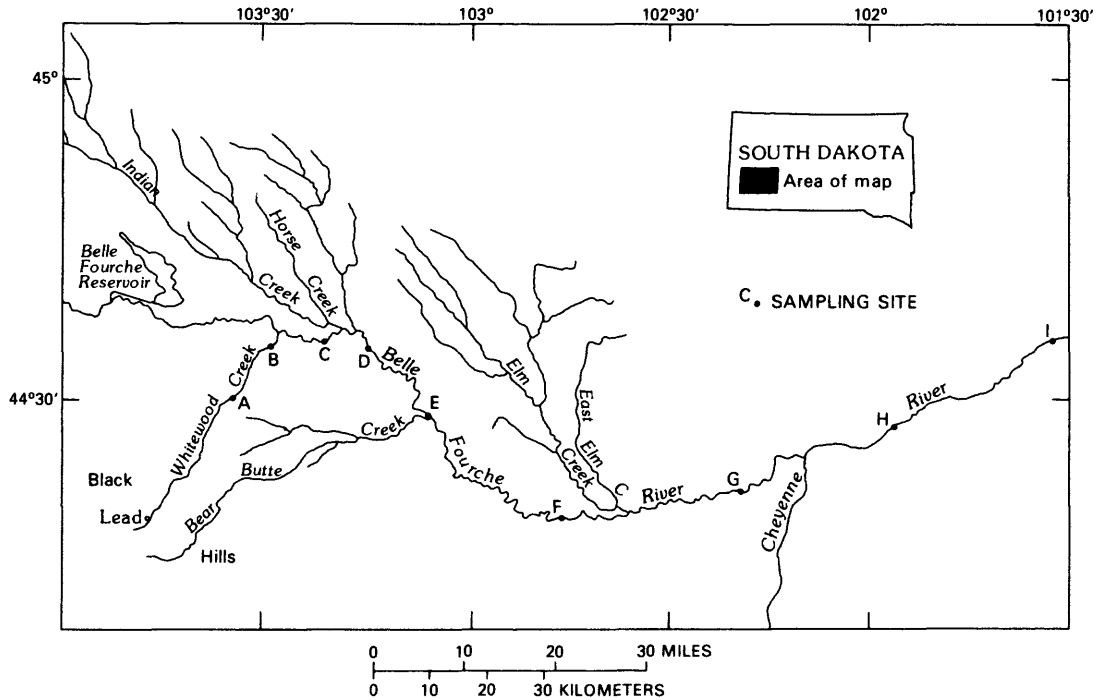 103°30' 103° 102°30' 102° 101°30'
45°
44°30'
SOUTH DAKOTA
Area of map
C SAMPLING SITE
Indian
Creek
Horse
Creek
Belle
Fourche
Reservoir
Whitewood
Creek
Black
Hills
Lead
Bear
Butte
Creek
Belle
Fourche
River
Elm
Creek
East
Elm
C
Cheyenne
River
A
B
C
D
E
F
G
H
I
0 10 20 30 MILES
0 10 20 30 KILOMETERS